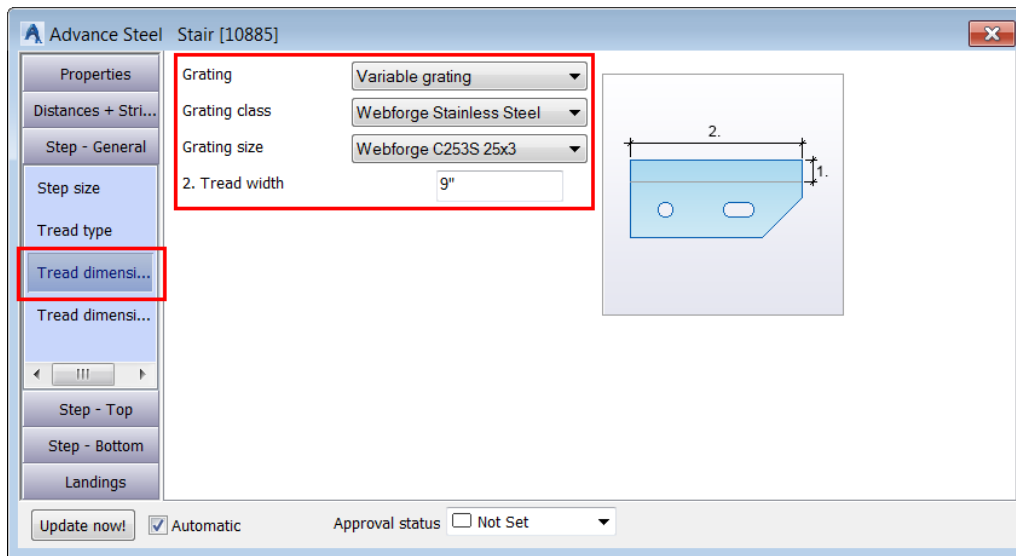 Advance Steel Stair [10885]
Properties
Distances + Stri...
Step - General
Step size
Tread type
Tread dimensi...
Tread dimensi...
Step - Top
Step - Bottom
Landings
Grating Variable grating
Grating class Webforge Stainless Steel
Grating size Webforge C253S 25x3
2. Tread width 9"
2.
1.
Update now! Automatic Approval status Not Set